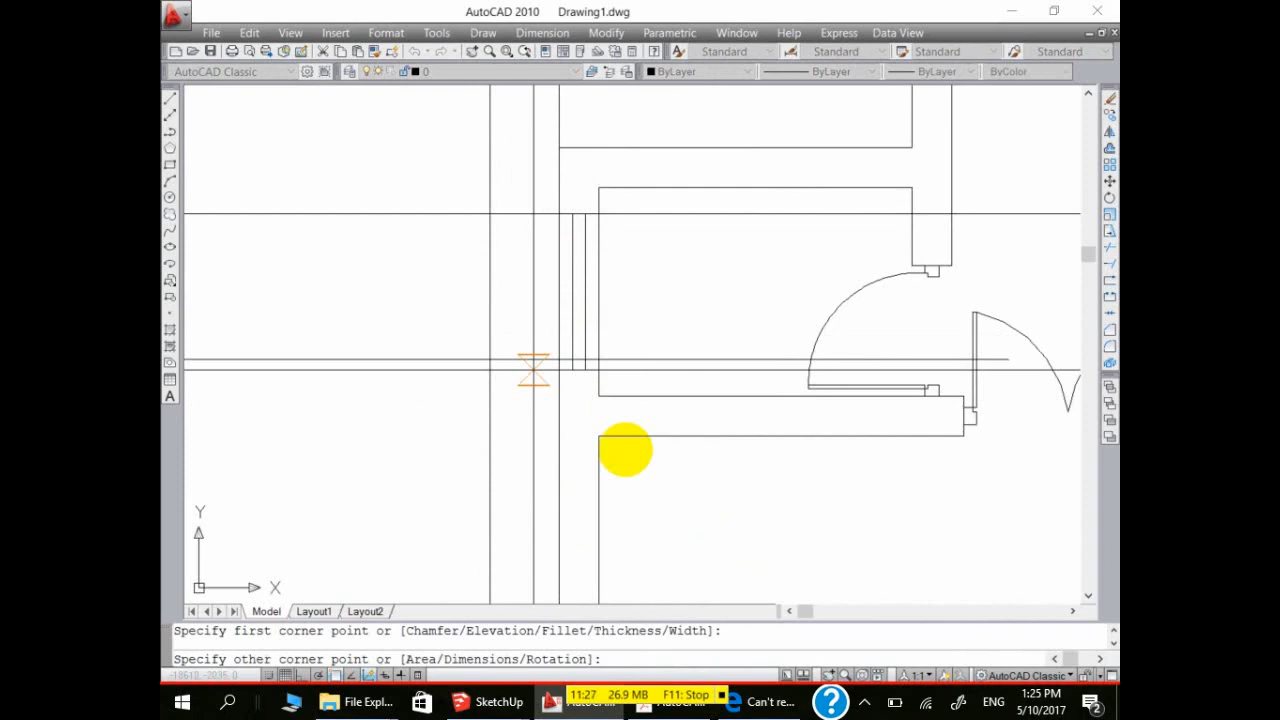 AutoCAD 2010 Drawing1.dwg
File Edit View Insert Format Tools Draw Dimension Modify Parametric Window Help Express Data View
Standard Standard Standard Standard
AutoCAD Classic 0 ByLayer ByLayer ByLayer ByColor
A
Y
X
Model Layout1 Layout2
Specify first corner point or [Chamfer/Elevation/Fillet/Thickness/Width]:
Specify other corner point or [Area/Dimensions/Rotation]:
1:1 AutoCAD Classic
File Expl... SketchUp 11:27 26.9 MB F11: Stop Can't re... ? ENG 1:25 PM
5/10/2017 2